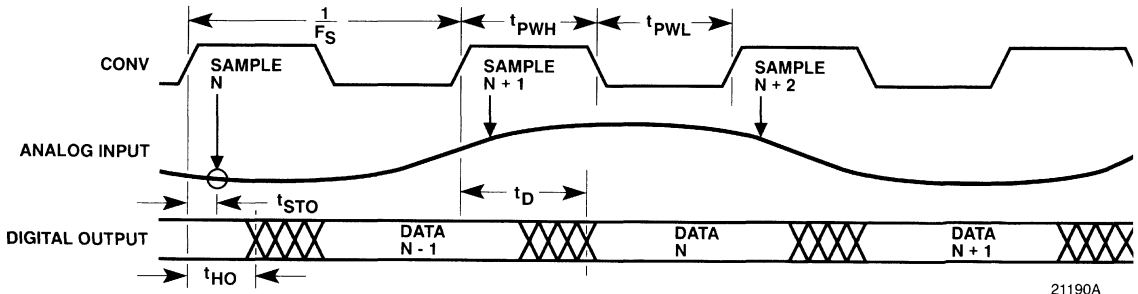 1
F_S
t_PWH
t_PWL
CONV
SAMPLE
N
SAMPLE
N + 1
SAMPLE
N + 2
ANALOG INPUT
t_STO
t_D
DIGITAL OUTPUT
DATA
N - 1
DATA
N
DATA
N + 1
t_HO
21190A